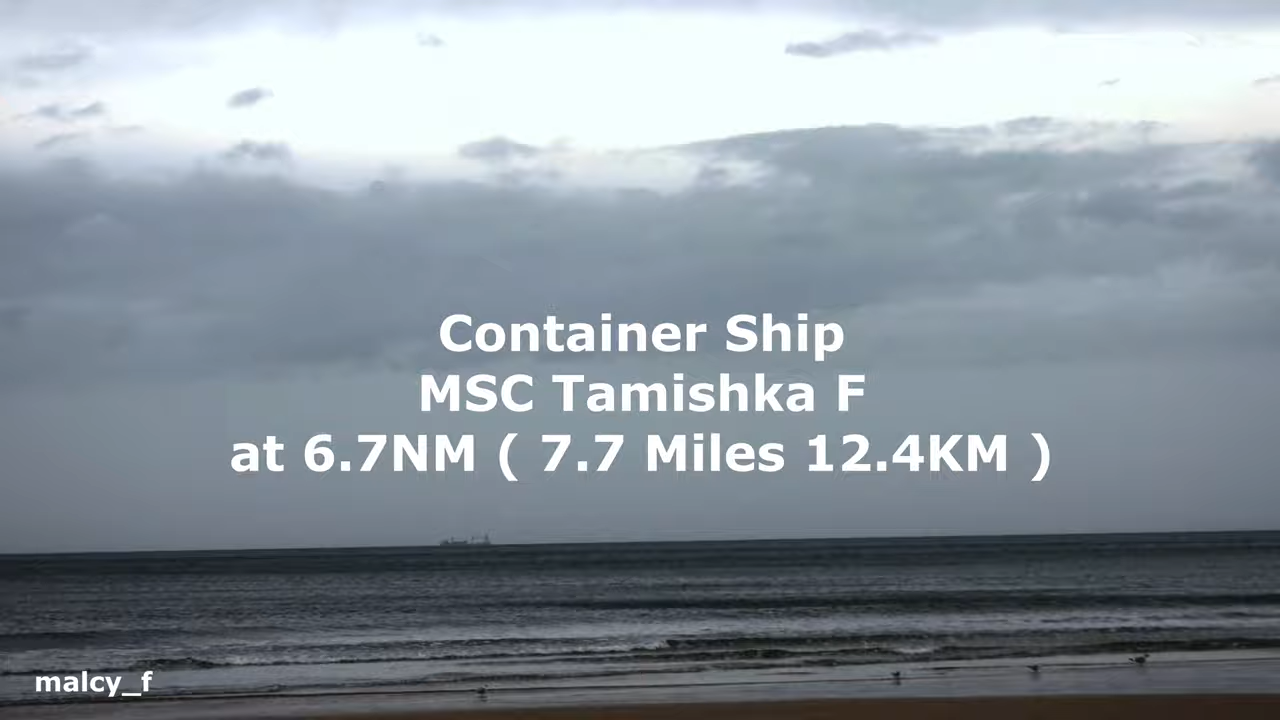 Container Ship
MSC Tamishka F
at 6.7NM ( 7.7 Miles 12.4KM )
malcy_f